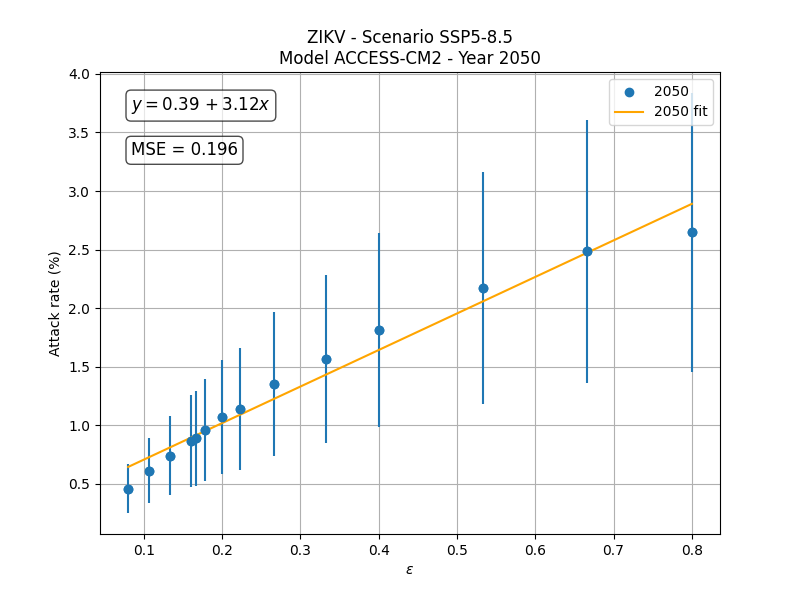 ZIKV - Scenario SSP5-8.5
Model ACCESS-CM2 - Year 2050
y = 0.39 + 3.12x
MSE = 0.196
2050
2050 fit
Attack rate (%)
4.0
3.5
3.0
2.5
2.0
1.5
1.0
0.5
0.1 0.2 0.3 0.4 0.5 0.6 0.7 0.8
ε